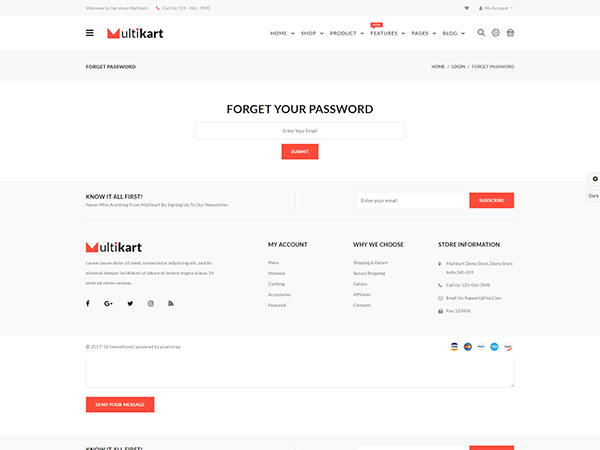 Welcome to Our store Multikart
Call Us: 123 - 456 - 7890
My Account
Multikart
HOME
SHOP
PRODUCT
NEW
FEATURES
PAGES
BLOG
FORGET PASSWORD
HOME / LOGIN / FORGET PASSWORD
FORGET YOUR PASSWORD
Enter Your Email
SUBMIT
Dark
KNOW IT ALL FIRST!
Never Miss Anything From Multikart By Signing Up To Our Newsletter.
Enter your email
SUBSCRIBE
Multikart
Lorem ipsum dolor sit amet, consectetur adipiscing elit, sed do
eiusmod tempor incididunt ut labore et dolore magna aliqua. Ut
enim ad minim veniam,
MY ACCOUNT
Mens
Womens
Clothing
Accessories
Featured
WHY WE CHOOSE
Shipping & Return
Secure Shopping
Gallary
Affiliates
Contacts
STORE INFORMATION
Multikart Demo Store, Demo Store
India 345-659
Call Us: 123-456-7898
Email Us: Support@Fiot.Com
Fax: 123456
© 2017-18 themeforest powered by pixelstrap
SEND YOUR MESSAGE
KNOW IT ALL FIRST!
Enter your email
SUBSCRIBE